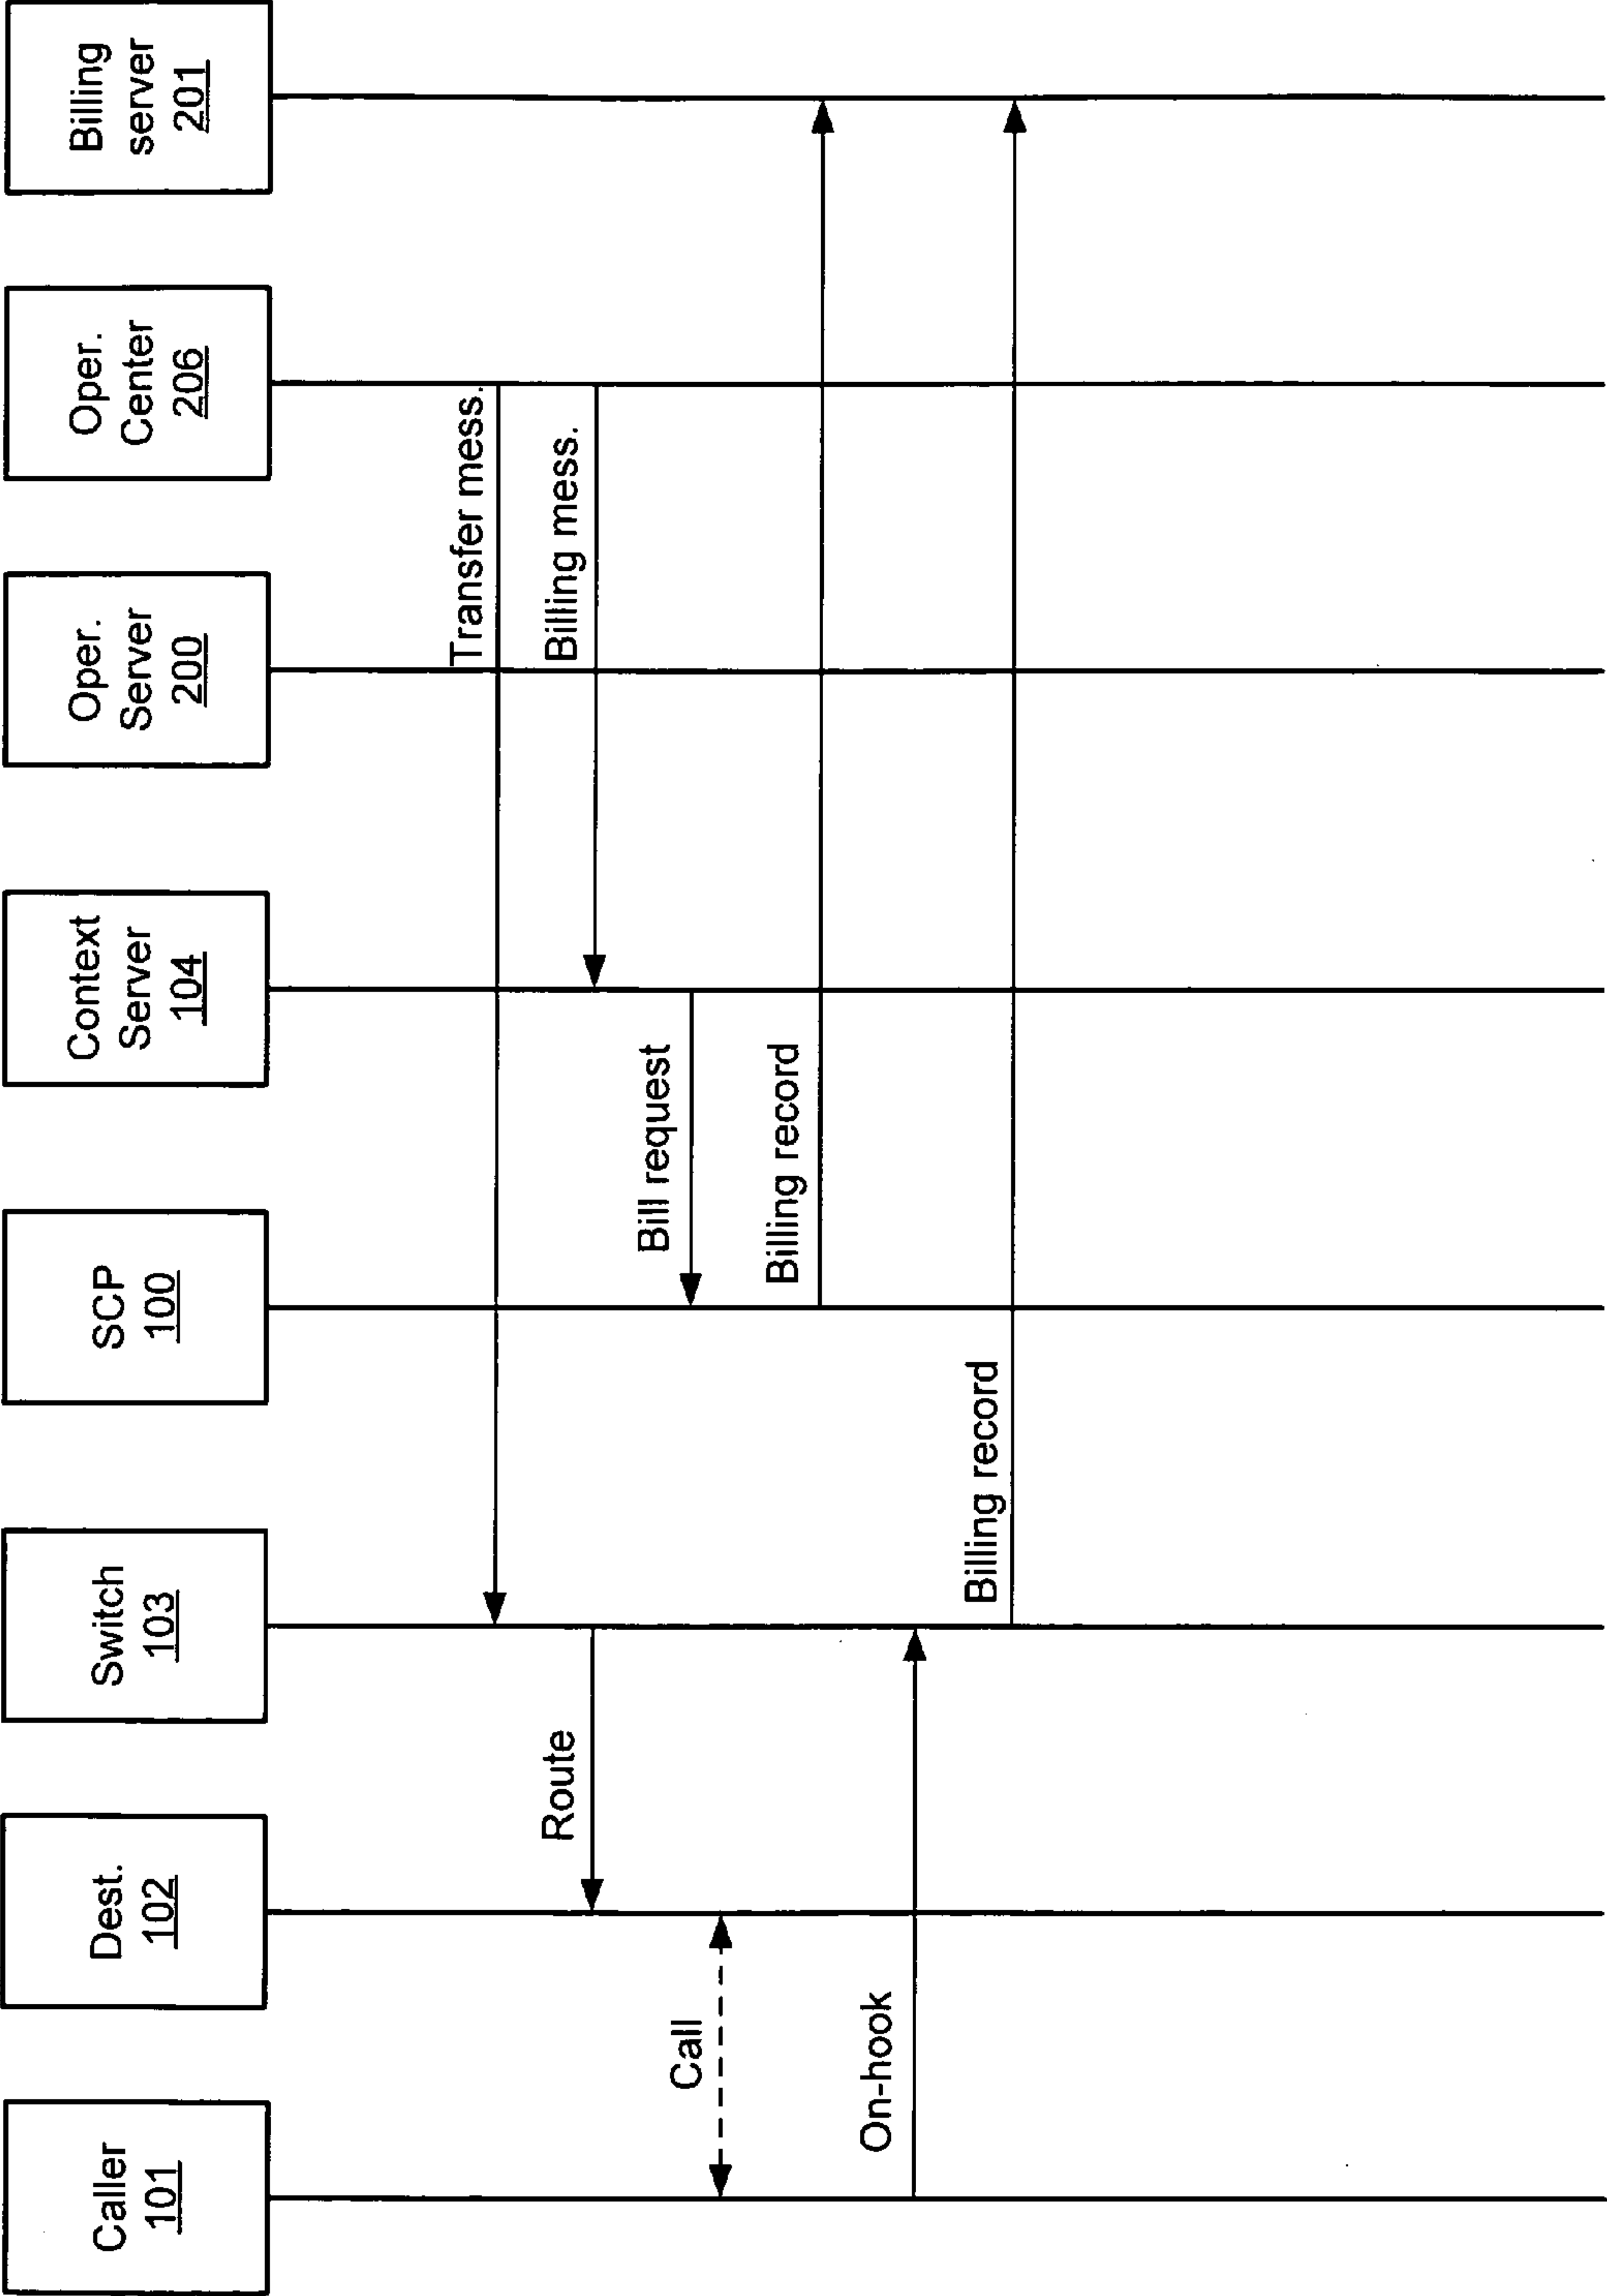 Caller
101
Dest.
102
Switch
103
SCP
100
Context
Server
104
Oper.
Server
200
Oper.
Center
206
Billing
server
201
Transfer mess.
Route
Billing mess.
Bill request
Call
Billing record
On-hook
Billing record